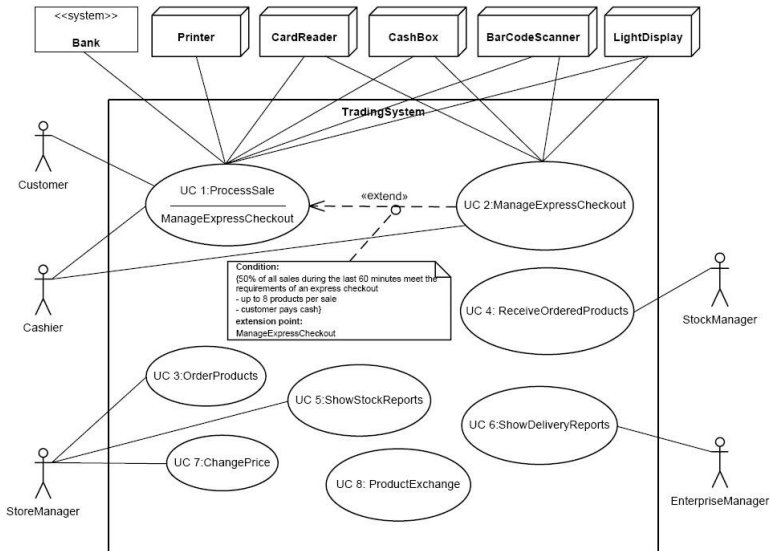 <<system>>
Bank
Printer
CardReader
CashBox
BarCodeScanner
LightDisplay
TradingSystem
Customer
UC 1:ProcessSale
ManageExpressCheckout
«extend»
UC 2:ManageExpressCheckout
Cashier
Condition:
{50% of all sales during the last 60 minutes meet the
requirements of an express checkout
- up to 8 products per sale
- customer pays cash}
extension point:
ManageExpressCheckout
UC 4: ReceiveOrderedProducts
StockManager
UC 3:OrderProducts
UC 5:ShowStockReports
UC 6:ShowDeliveryReports
UC 7:ChangePrice
UC 8: ProductExchange
StoreManager
EnterpriseManager